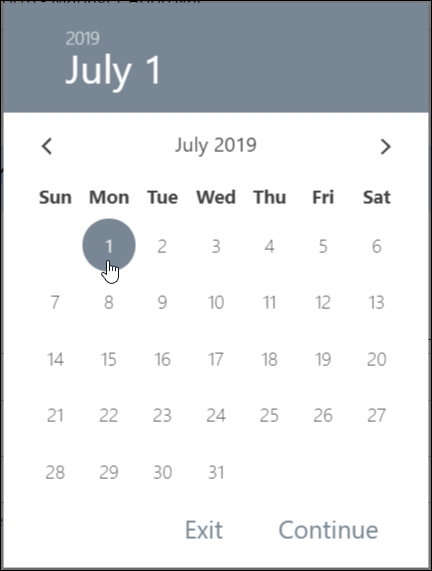 2019
July 1
July 2019
Sun Mon Tue Wed Thu Fri Sat
1 2 3 4 5 6
7 8 9 10 11 12 13
14 15 16 17 18 19 20
21 22 23 24 25 26 27
28 29 30 31
Exit Continue